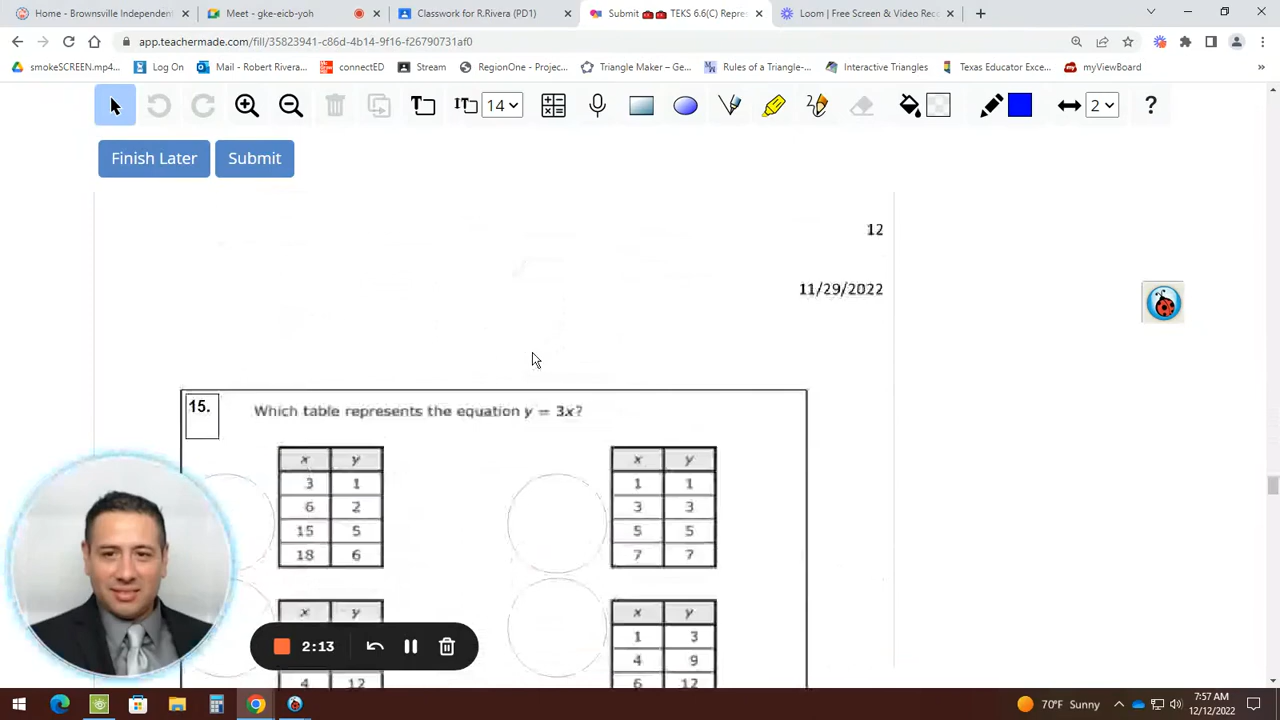 Home - Brownsville Independent
Meet - gke-eicb-yoh
Classwork for R.Rivera (PD1)
Submit 🧰🧰 TEKS 6.6(C) Repres
Loom | Free Screen & Video Rec
app.teachermade.com/fill/35823941-c86d-4b14-9f16-f26790731af0
smokeSCREEN.mp4...
Log On
Mail - Robert Rivera...
connectED
Stream
RegionOne - Projec...
Triangle Maker – Ge...
Rules of a Triangle-...
Interactive Triangles
Texas Educator Exce...
myViewBoard
14
2
?
Finish Later
Submit
12
11/29/2022
15.
Which table represents the equation y = 3x?
x y
3 1
6 2
15 5
18 6
x y
1 1
3 3
5 5
7 7
x y
4 12
x y
1 3
4 9
6 12
2:13
70°F Sunny
7:57 AM
12/12/2022